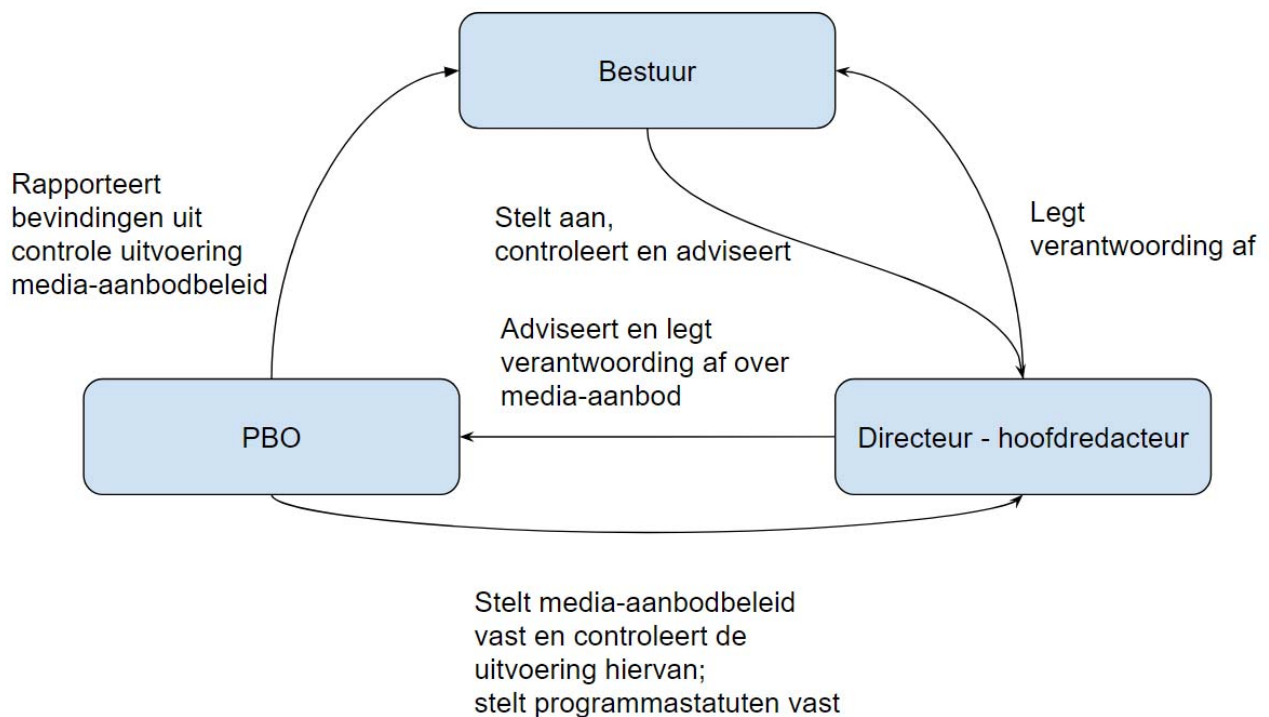 Bestuur
Rapporteert
bevindingen uit
controle uitvoering
media-aanbodbeleid
Stelt aan,
controleert en adviseert
Legt
verantwoording af
Adviseert en legt
verantwoording af over
media-aanbod
PBO
Directeur - hoofdredacteur
Stelt media-aanbodbeleid
vast en controleert de
uitvoering hiervan;
stelt programmastatuten vast